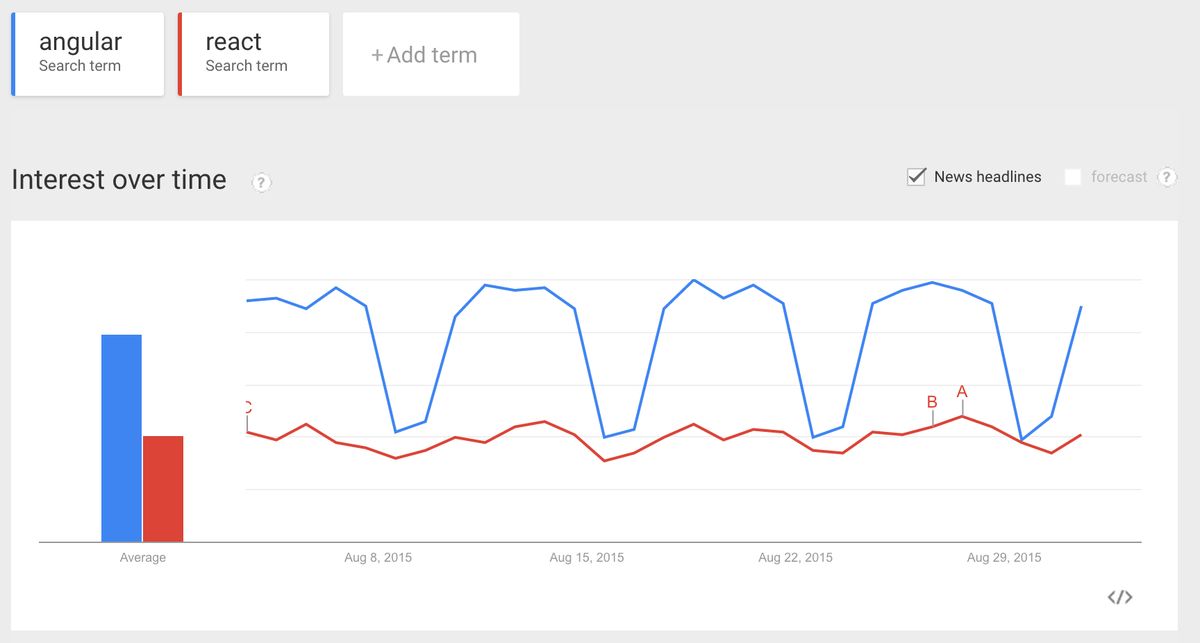 angular
Search term
react
Search term
+Add term
Interest over time ?
News headlines
forecast ?
C
B
A
Average
Aug 8, 2015
Aug 15, 2015
Aug 22, 2015
Aug 29, 2015
</>